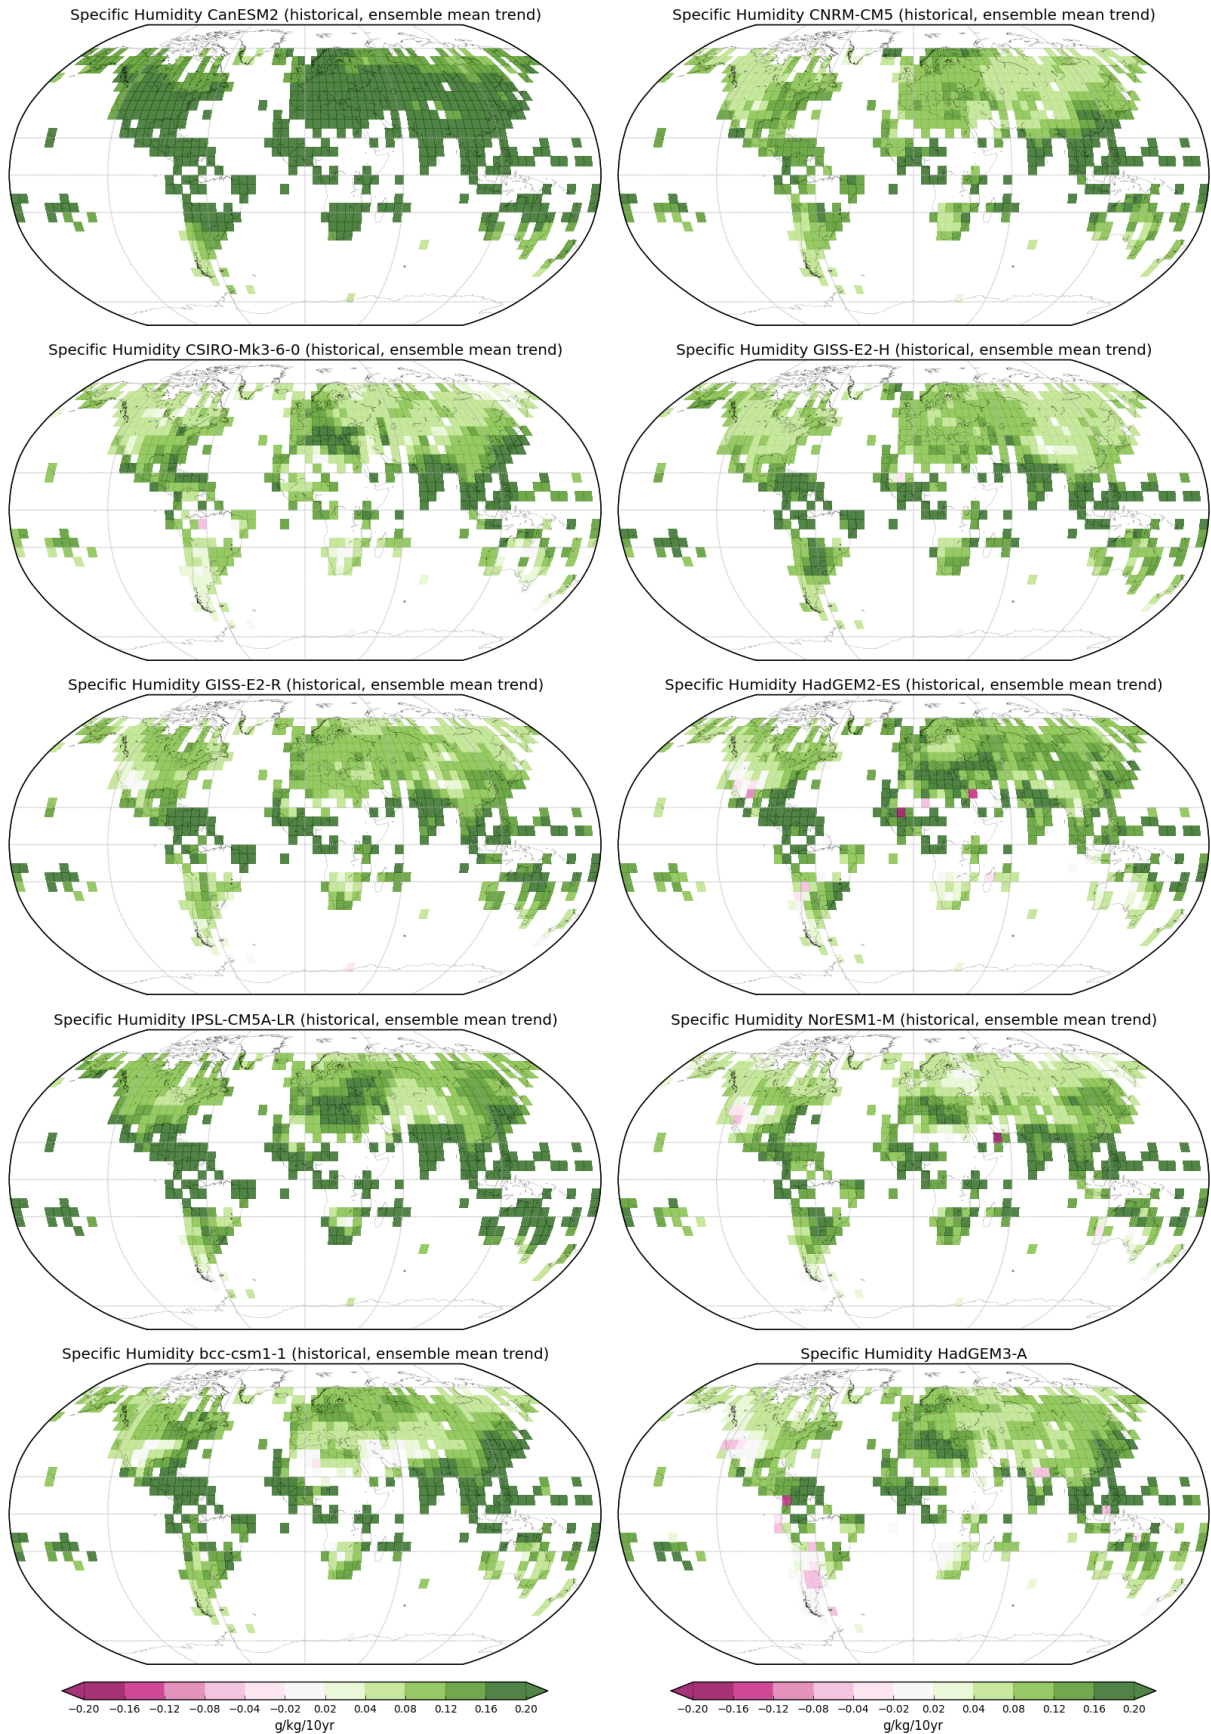 Specific Humidity CanESM2 (historical, ensemble mean trend)
Specific Humidity CNRM-CM5 (historical, ensemble mean trend)
Specific Humidity CSIRO-Mk3-6-0 (historical, ensemble mean trend)
Specific Humidity GISS-E2-H (historical, ensemble mean trend)
Specific Humidity GISS-E2-R (historical, ensemble mean trend)
Specific Humidity HadGEM2-ES (historical, ensemble mean trend)
Specific Humidity IPSL-CM5A-LR (historical, ensemble mean trend)
Specific Humidity NorESM1-M (historical, ensemble mean trend)
Specific Humidity bcc-csm1-1 (historical, ensemble mean trend)
Specific Humidity HadGEM3-A
−0.20 −0.16 −0.12 −0.08 −0.04 −0.02 0.02 0.04 0.08 0.12 0.16 0.20
g/kg/10yr
−0.20 −0.16 −0.12 −0.08 −0.04 −0.02 0.02 0.04 0.08 0.12 0.16 0.20
g/kg/10yr